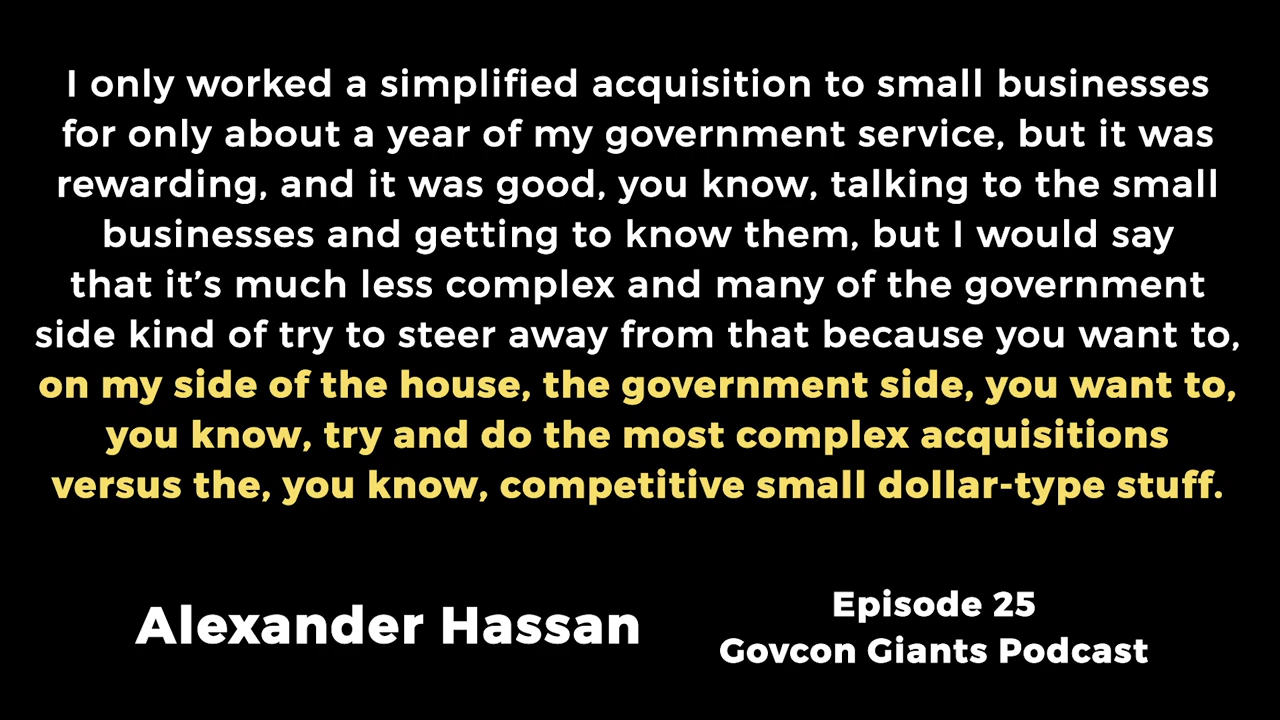 I only worked a simplified acquisition to small businesses
for only about a year of my government service, but it was
rewarding, and it was good, you know, talking to the small
businesses and getting to know them, but I would say
that it’s much less complex and many of the government
side kind of try to steer away from that because you want to,
on my side of the house, the government side, you want to,
you know, try and do the most complex acquisitions
versus the, you know, competitive small dollar-type stuff.
Alexander Hassan
Episode 25
Govcon Giants Podcast